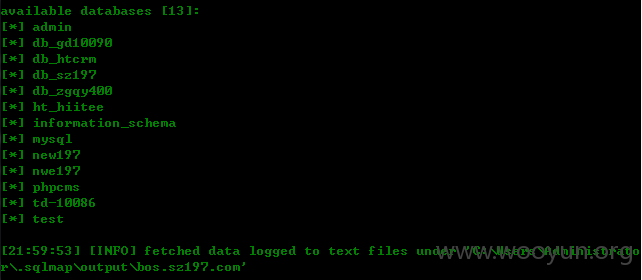 available databases [13]:
[*] admin
[*] db_gd10090
[*] db_htcrm
[*] db_sz197
[*] db_zgqy400
[*] ht_hiitee
[*] information_schema
[*] mysql
[*] new197
[*] nwe197
[*] phpcms
[*] td-10086
[*] test
[21:59:53] [INFO] fetched data logged to text files under 'C:\Users\Administrato
r\.sqlmap\output\bos.sz197.com'
www.wooyun.org